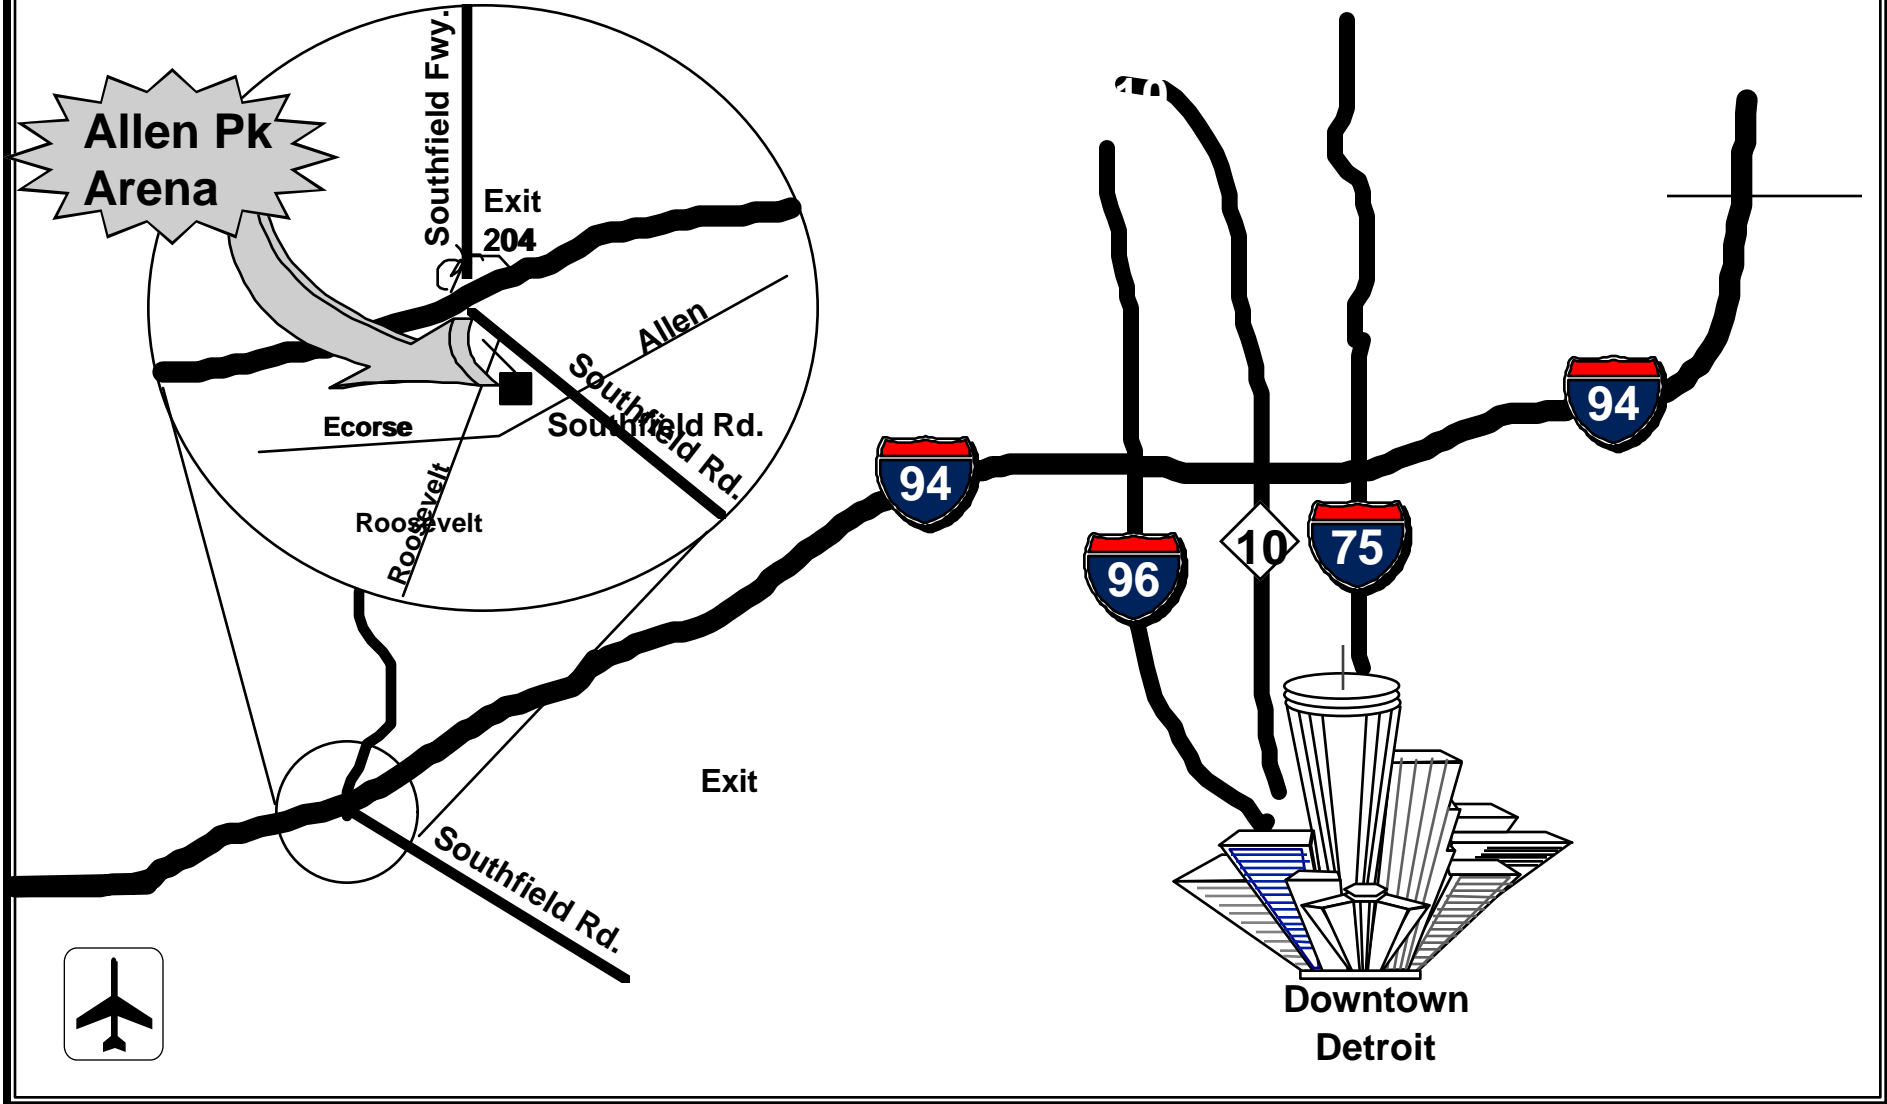 Southfield Fwy.
Allen Pk
Arena
Exit
204
Allen
Southfield Rd.
Southfield Rd.
Ecorse
Roosevelt
Roosevelt
10
94
94
96
10
75
Exit
Southfield Rd.
Downtown
Detroit